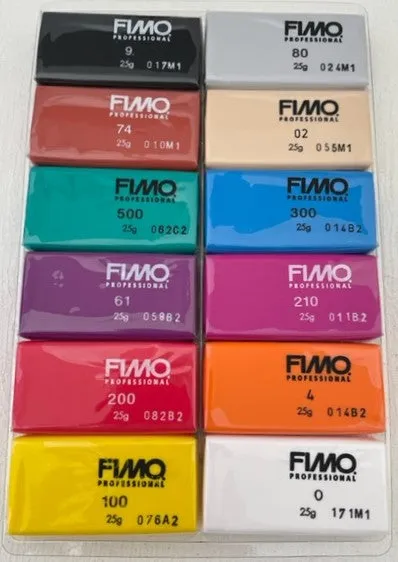 FIMO
PROFESSIONAL
9
25g 017M1
FIMO
PROFESSIONAL
80
25g 024M1
FIMO
PROFESSIONAL
74
25g 010M1
FIMO
PROFESSIONAL
02
25g 055M1
FIMO
PROFESSIONAL
500
25g 062C2
FIMO
PROFESSIONAL
300
25g 014B2
FIMO
PROFESSIONAL
61
25g 059B2
FIMO
PROFESSIONAL
210
25g 011B2
FIMO
PROFESSIONAL
200
25g 082B2
FIMO
PROFESSIONAL
4
25g 014B2
FIMO
PROFESSIONAL
100
25g 076A2
FIMO
PROFESSIONAL
0
25g 171M1